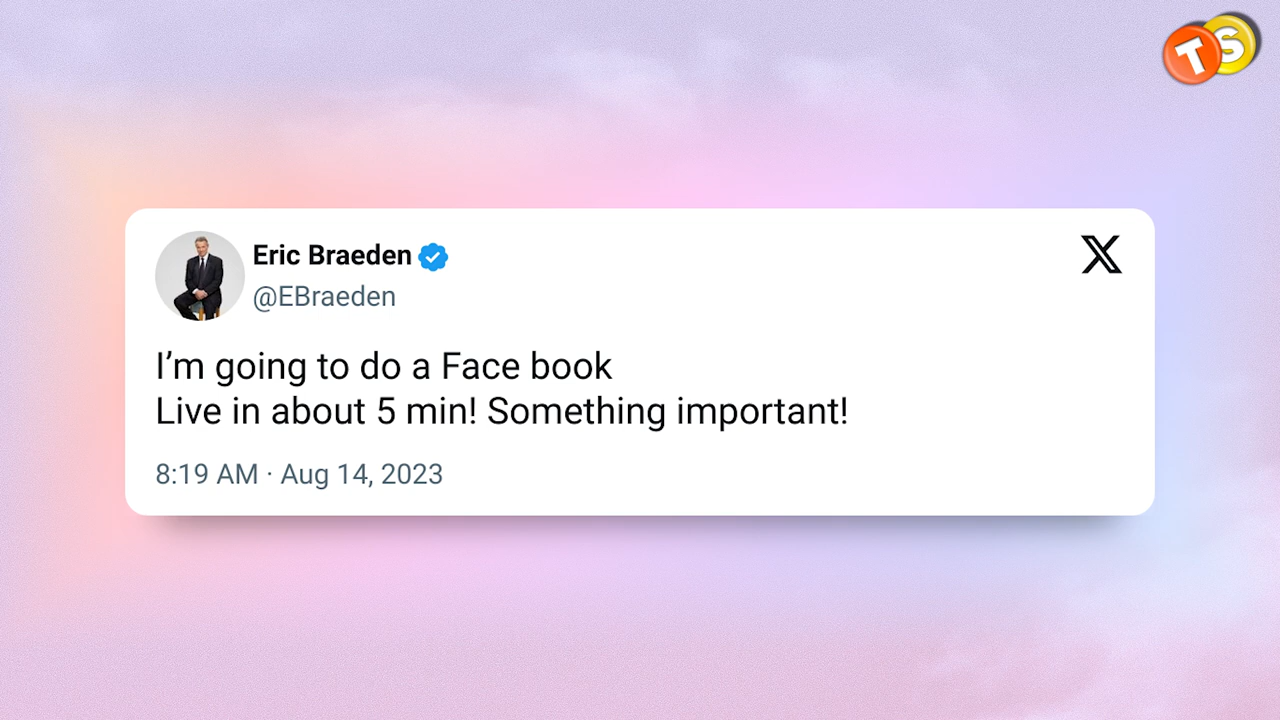 TS
Eric Braeden
@EBraeden
I’m going to do a Face book
Live in about 5 min! Something important!
8:19 AM · Aug 14, 2023